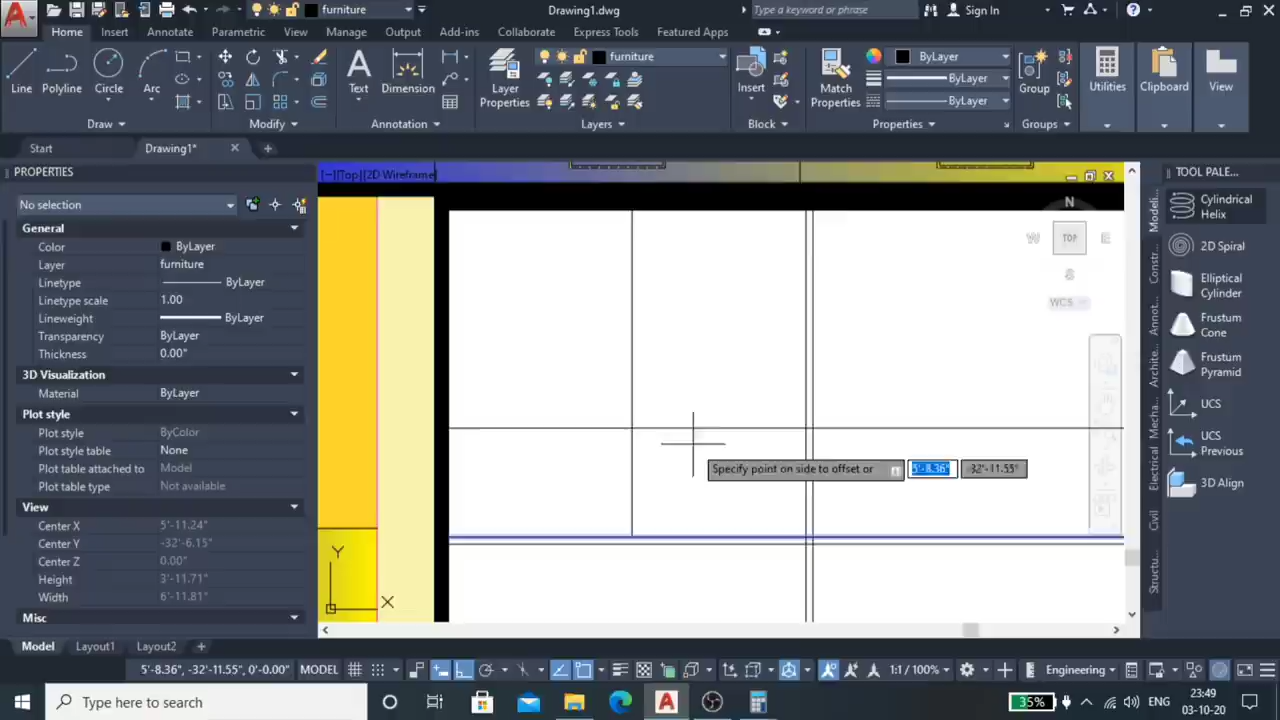 furniture
Drawing1.dwg
Type a keyword or phrase
Sign In
Home
Insert
Annotate
Parametric
View
Manage
Output
Add-ins
Collaborate
Express Tools
Featured Apps
furniture
ByLayer
Line
Polyline
Circle
Arc
Text
Dimension
Layer
Properties
Insert
Match
Properties
ByLayer
ByLayer
Group
Utilities
Clipboard
View
Draw
Modify
Annotation
Layers
Block
Properties
Groups
Start
Drawing1*
PROPERTIES
[−][Top][2D Wireframe]
TOOL PALE...
No selection
General
Color ByLayer
Layer furniture
Linetype ByLayer
Linetype scale 1.00
Lineweight ByLayer
Transparency ByLayer
Thickness 0.00"
3D Visualization
Material ByLayer
Plot style
Plot style ByColor
Plot style table None
Plot table attached to Model
Plot table type Not available
View
Center X 5'-11.24"
Center Y -32'-6.15"
Center Z 0.00"
Height 3'-11.71"
Width 6'-11.81"
Misc
N
W
TOP
E
S
WCS
Specify point on side to offset or
5'-8.36"
-32'-11.55"
Y
X
Modeli...
Constr...
Annot...
Archite...
Mecha...
Electrical
Civil
Structu...
Cylindrical
Helix
2D Spiral
Elliptical
Cylinder
Frustum
Cone
Frustum
Pyramid
UCS
UCS
Previous
3D Align
Model
Layout1
Layout2
5'-8.36", -32'-11.55", 0'-0.00"
MODEL
1:1 / 100%
Engineering
Type here to search
35%
ENG
23:49
03-10-20